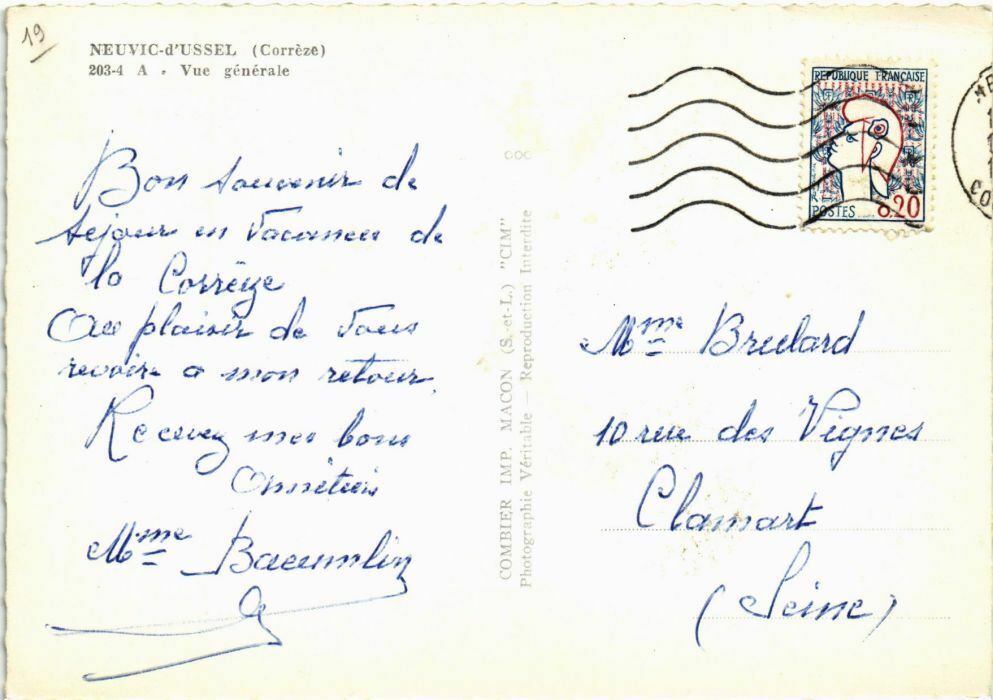 19
NEUVIC-d'USSEL (Corrèze)
203-4 A - Vue générale
Bon souvenir de
séjour en vacances de
la Corrèze
Au plaisir de vous
revoir a mon retour.
Recevez mes bons
Amitiés
Mme Baeumlin
COMBIER IMP. MACON (S.-et-L.) "CIM"
Photographie Véritable — Reproduction Interdite
REPUBLIQUE FRANÇAISE
POSTES 0.20
Mme Brulard
10 rue des Vignes
Clamart
(Seine)